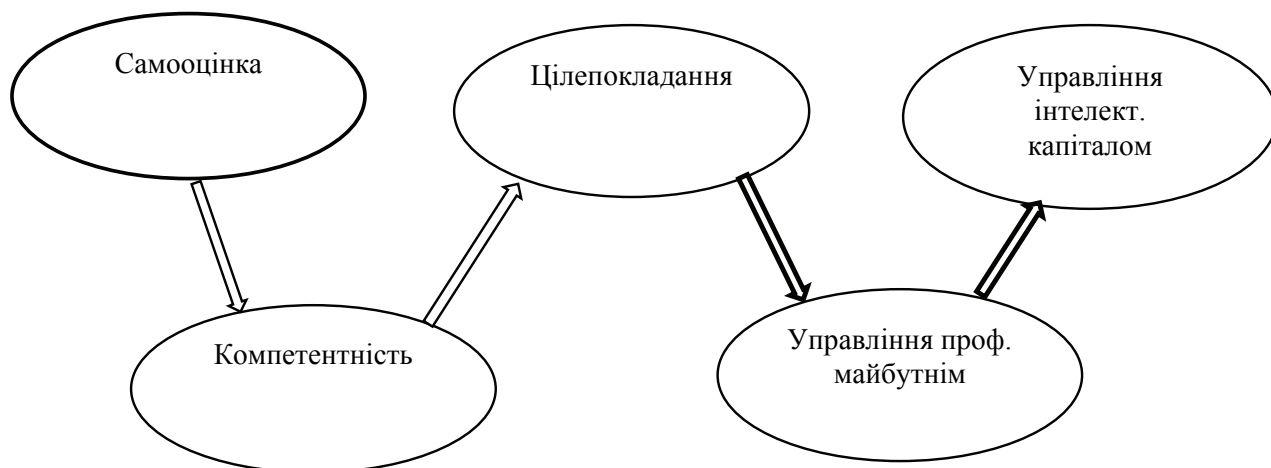 Самооцінка
Компетентність
Цілепокладання
Управління проф.
майбутнім
Управління
інтелект.
капіталом